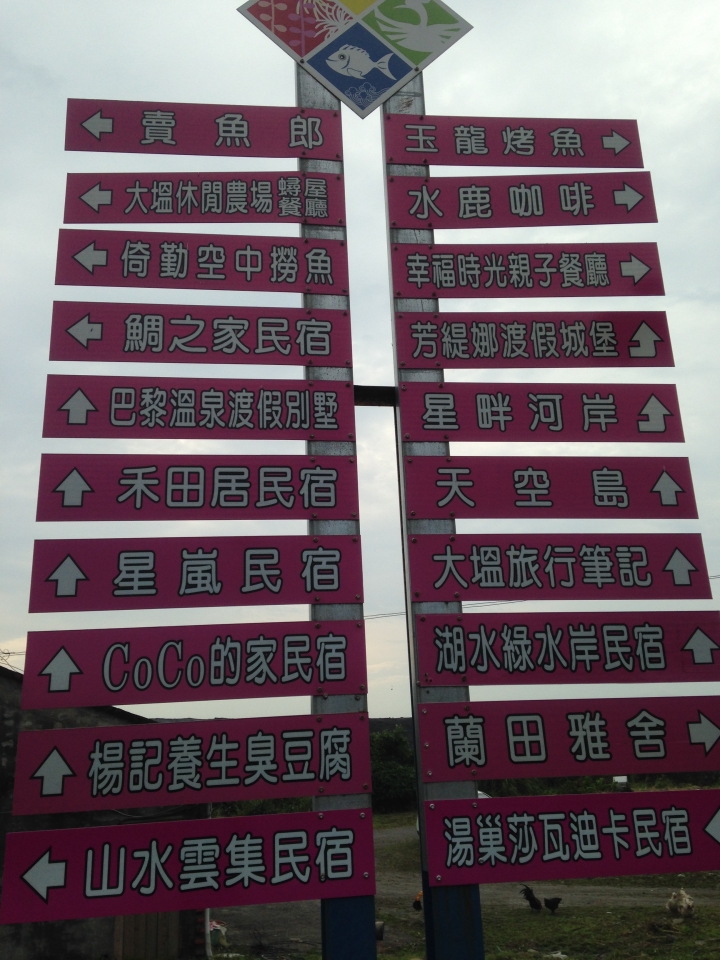 賣魚郎
大塭休閒農場蟳屋餐廳
倚勤空中撈魚
鯛之家民宿
巴黎溫泉渡假別墅
禾田居民宿
星嵐民宿
CoCo的家民宿
楊記養生臭豆腐
山水雲集民宿
玉龍烤魚
水鹿咖啡
幸福時光親子餐廳
芳緹娜渡假城堡
星畔河岸
天空島
大塭旅行筆記
湖水綠水岸民宿
蘭田雅舍
湯巢莎瓦迪卡民宿